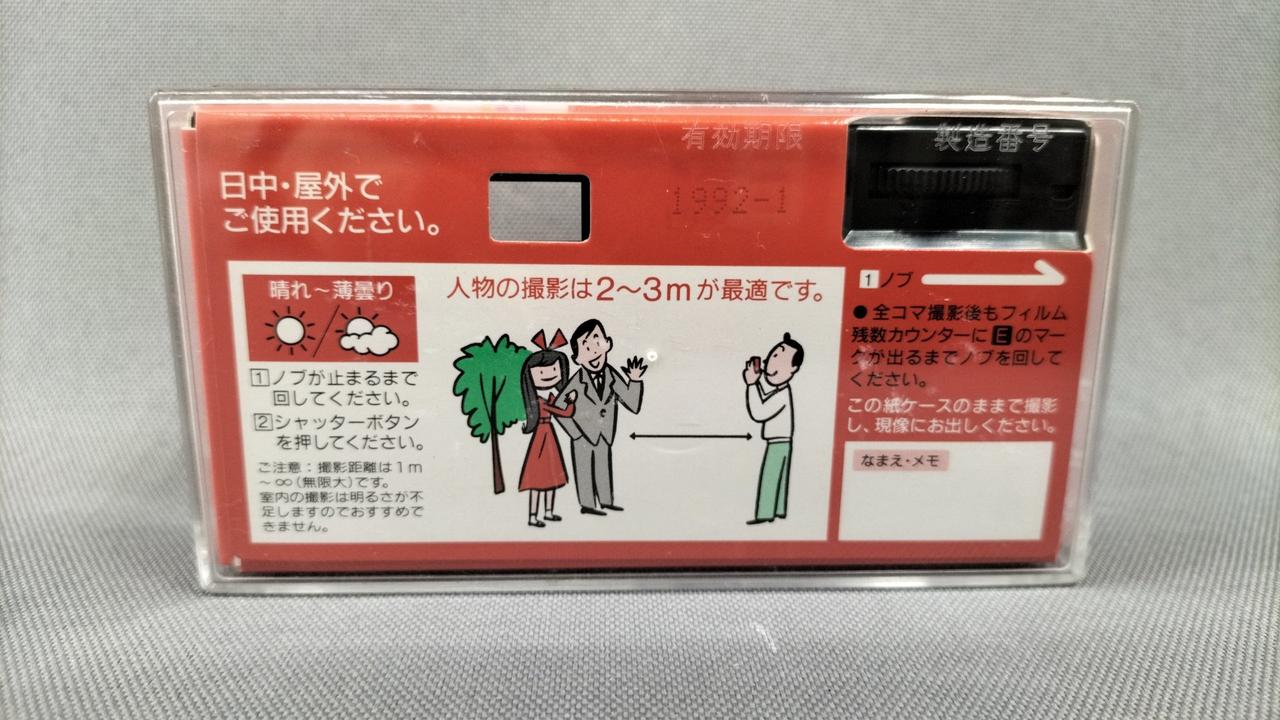 有効期限
製造番号
日中・屋外で
ご使用ください。
1992-1
晴れ〜薄曇り
人物の撮影は2〜3mが最適です。
1ノブが止まるまで
回してください。
2シャッターボタン
を押してください。
ご注意：撮影距離は1m
〜∞(無限大)です。
室内の撮影は明るさが不
足しますのでおすすめで
きません。
1ノブ
●全コマ撮影後もフィルム
残数カウンターにEのマー
クが出るまでノブを回して
ください。
この紙ケースのままで撮影
し、現像にお出しください。
なまえ・メモ